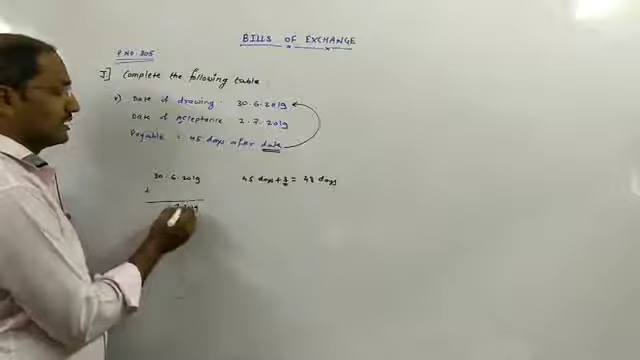 BILLS OF EXCHANGE
P.NO: 305
I] Complete the following table.
v) Date of drawing : 30.6.2019
Date of acceptance 2.7.2019
Payable : 45 days after date
30.6.2019 45 days + 3 = 48 days